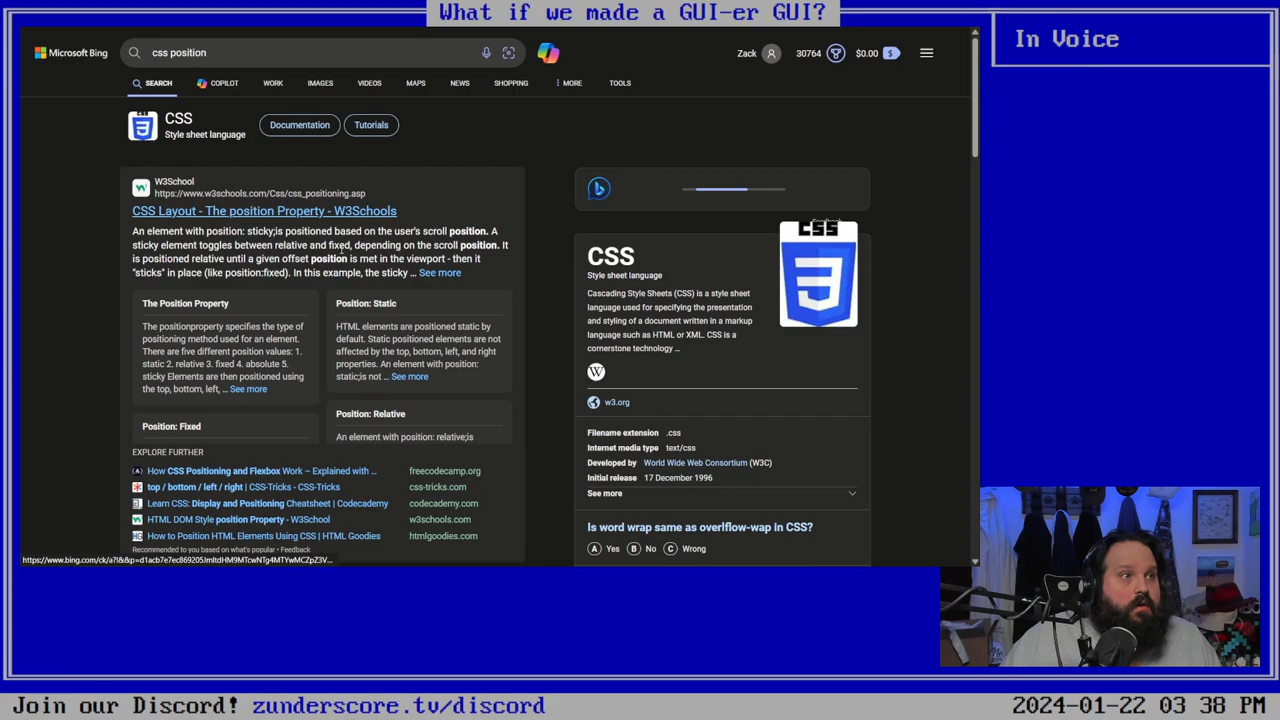 What if we made a GUI-er GUI?
In Voice
Microsoft Bing
css position
Zack
30764
$0.00
$
SEARCH
COPILOT
WORK
IMAGES
VIDEOS
MAPS
NEWS
SHOPPING
MORE
TOOLS
CSS
Style sheet language
Documentation
Tutorials
W3School
https://www.w3schools.com/Css/css_positioning.asp
CSS Layout - The position Property - W3Schools
An element with position: sticky;is positioned based on the user's scroll position. A
sticky element toggles between relative and fixed, depending on the scroll position. It
is positioned relative until a given offset position is met in the viewport - then it
"sticks" in place (like position:fixed). In this example, the sticky ... See more
The Position Property
The positionproperty specifies the type of
positioning method used for an element.
There are five different position values: 1.
static 2. relative 3. fixed 4. absolute 5.
sticky Elements are then positioned using
the top, bottom, left, ... See more
Position: Static
HTML elements are positioned static by
default. Static positioned elements are not
affected by the top, bottom, left, and right
properties. An element with position:
static;is not ... See more
Position: Fixed
Position: Relative
An element with position: relative;is
EXPLORE FURTHER
How CSS Positioning and Flexbox Work – Explained with ...
freecodecamp.org
top / bottom / left / right | CSS-Tricks - CSS-Tricks
css-tricks.com
Learn CSS: Display and Positioning Cheatsheet | Codecademy
codecademy.com
HTML DOM Style position Property - W3School
w3schools.com
How to Position HTML Elements Using CSS | HTML Goodies
htmlgoodies.com
Recommended to you based on what's popular • Feedback
Feedback
CSS
CSS
Style sheet language
Cascading Style Sheets (CSS) is a style sheet
language used for specifying the presentation
and styling of a document written in a markup
language such as HTML or XML. CSS is a
cornerstone technology ...
W
w3.org
Filename extension .css
Internet media type text/css
Developed by World Wide Web Consortium (W3C)
Initial release 17 December 1996
See more
Is word wrap same as overlflow-wap in CSS?
A Yes
B No
C Wrong
Join our Discord! zunderscore.tv/discord
2024-01-22 03 38 PM